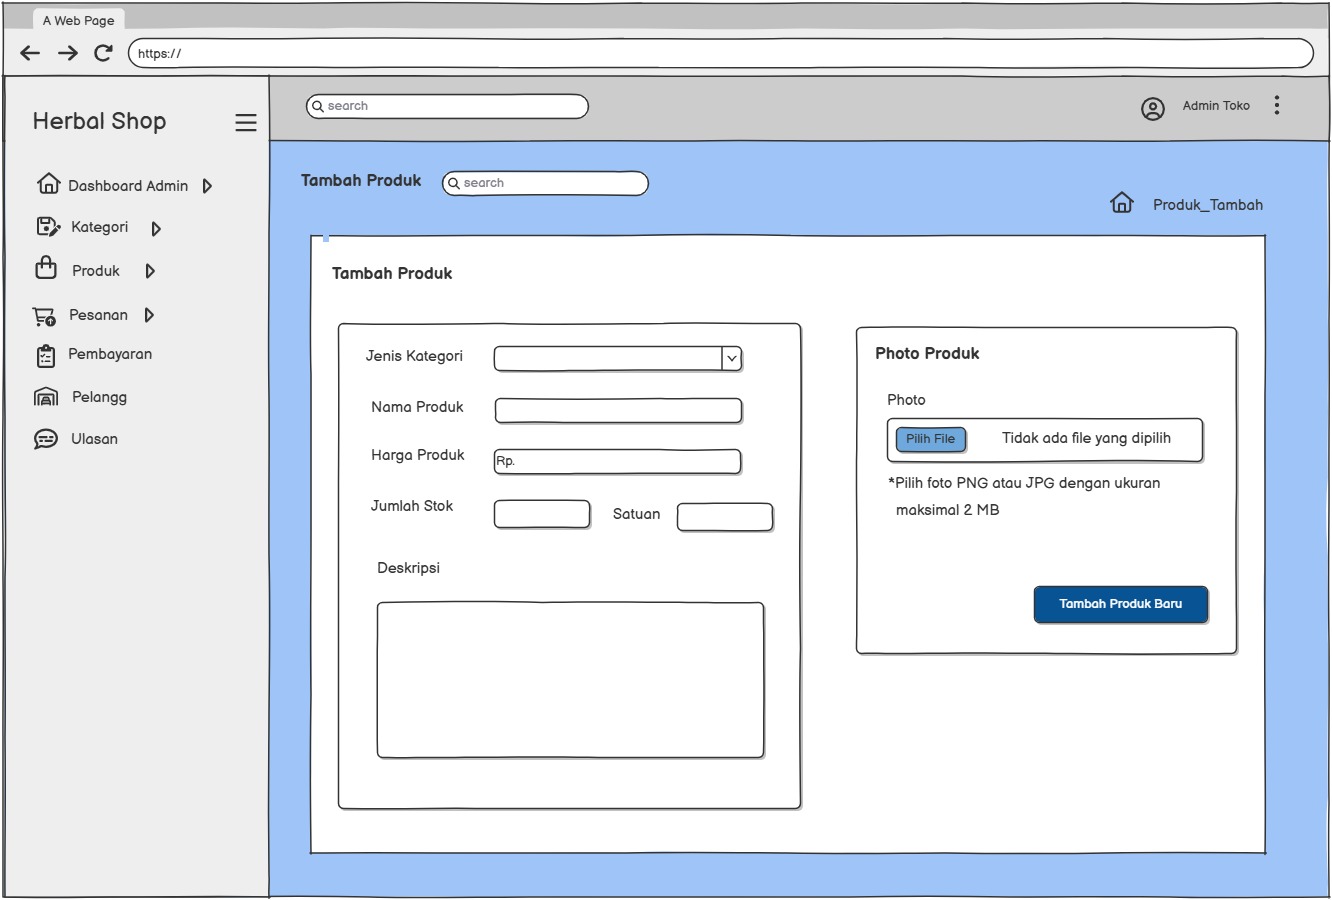 A Web Page
https://
Herbal Shop
search
Admin Toko
Dashboard Admin
Kategori
Produk
Pesanan
Pembayaran
Pelangg
Ulasan
Tambah Produk
search
Produk_Tambah
Tambah Produk
Jenis Kategori
Nama Produk
Harga Produk
Rp.
Jumlah Stok
Satuan
Deskripsi
Photo Produk
Photo
Pilih File
Tidak ada file yang dipilih
*Pilih foto PNG atau JPG dengan ukuran
maksimal 2 MB
Tambah Produk Baru